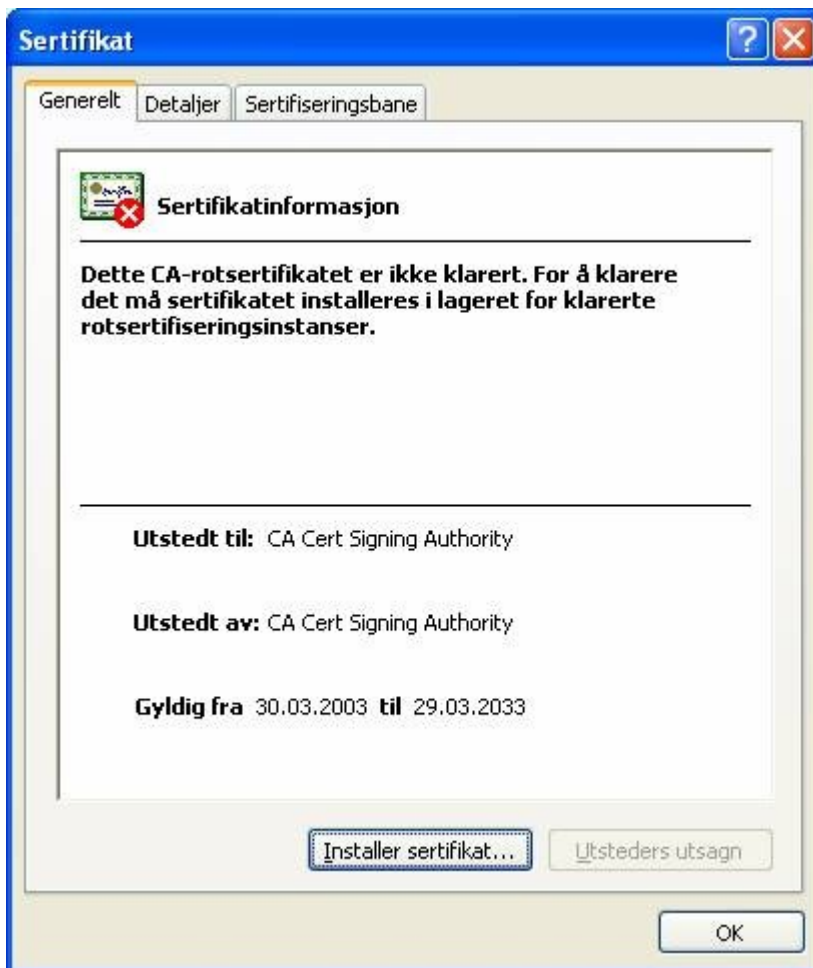 Sertifikat
Generelt Detaljer Sertifiseringsbane
Sertifikatinformasjon
Dette CA-rotsertifikatet er ikke klarert. For å klarere
det må sertifikatet installeres i lageret for klarerte
rotsertifiseringsinstanser.
Utstedt til: CA Cert Signing Authority
Utstedt av: CA Cert Signing Authority
Gyldig fra 30.03.2003 til 29.03.2033
Installer sertifikat... Utsteders utsagn
OK